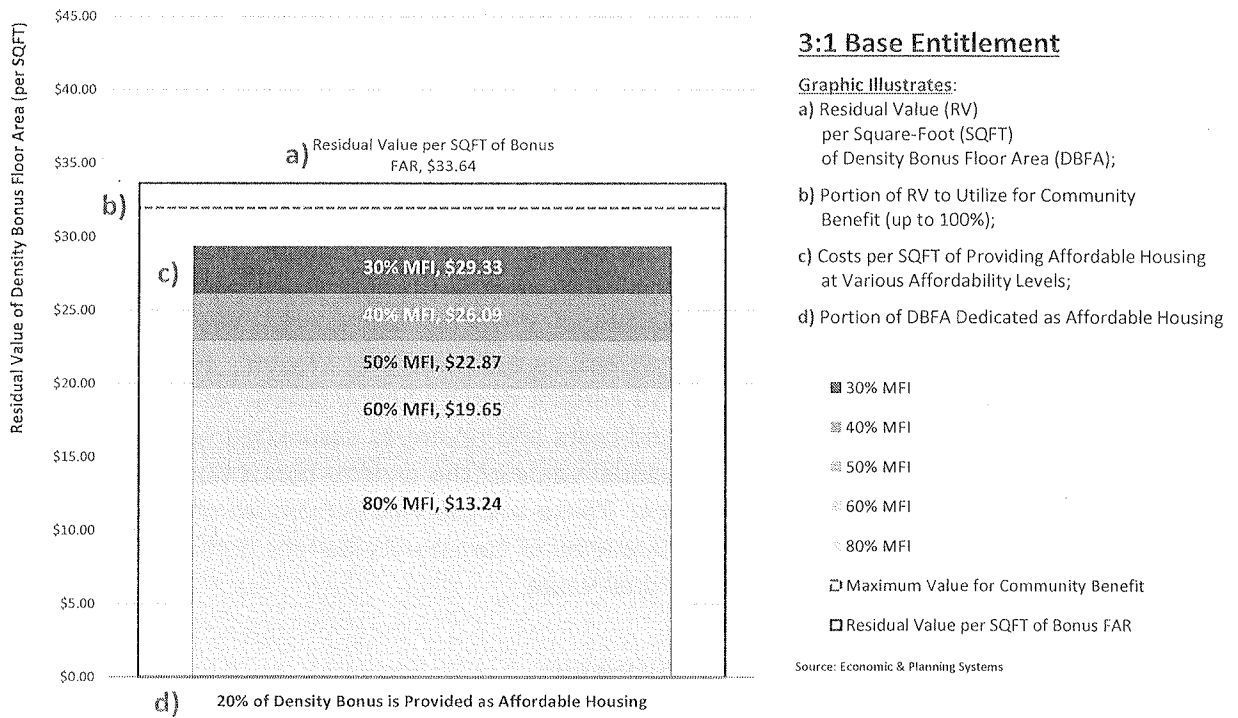 Residual Value of Density Bonus Floor Area (per SQFT)
$45.00
$40.00
$35.00
$30.00
$25.00
$20.00
$15.00
$10.00
$5.00
$0.00
a) Residual Value per SQFT of Bonus
FAR, $33.64
b)
c)
30% MFI, $29.33
40% MFI, $26.09
50% MFI, $22.87
60% MFI, $19.65
80% MFI, $13.24
d) 20% of Density Bonus is Provided as Affordable Housing
3:1 Base Entitlement
Graphic Illustrates:
a) Residual Value (RV)
per Square-Foot (SQFT)
of Density Bonus Floor Area (DBFA);
b) Portion of RV to Utilize for Community
Benefit (up to 100%);
c) Costs per SQFT of Providing Affordable Housing
at Various Affordability Levels;
d) Portion of DBFA Dedicated as Affordable Housing
30% MFI
40% MFI
50% MFI
60% MFI
80% MFI
Maximum Value for Community Benefit
Residual Value per SQFT of Bonus FAR
Source: Economic & Planning Systems